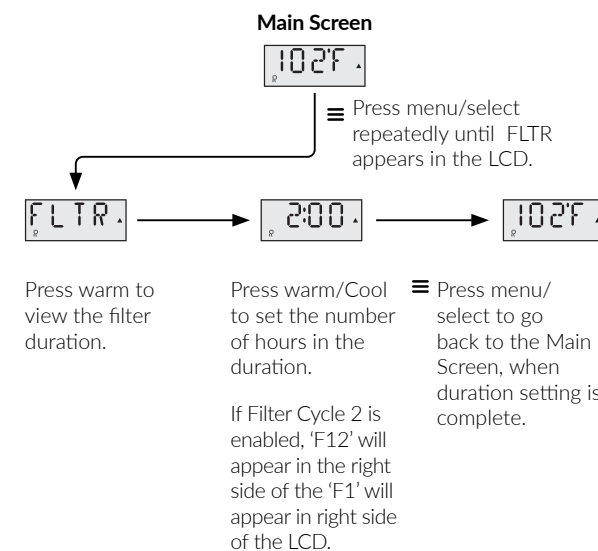 Main Screen
102°F
Press menu/select
repeatedly until FLTR
appears in the LCD.
FLTR
2:00
102°F
Press warm to
view the filter
duration.
Press warm/Cool
to set the number
of hours in the
duration.
If Filter Cycle 2 is
enabled, ‘F12’ will
appear in the right
side of the ‘F1’ will
appear in right side
of the LCD.
Press menu/
select to go
back to the Main
Screen, when
duration setting is
complete.